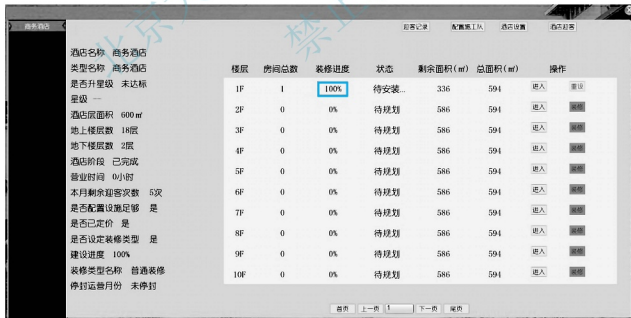 商务酒店
迎客记录 配置施工队 酒店设置 酒店迎客
酒店名称 商务酒店
类型名称 商务酒店
是否升星级 未达标
星级 --
酒店层面积 600㎡
地上楼层数 18层
地下楼层数 2层
酒店阶段 已完成
营业时间 0小时
本月剩余迎客次数 5次
是否配置设施足够 是
是否已定价 是
是否设定装修类型 是
建设进度 100%
装修类型名称 普通装修
停封运营月份 未停封
楼层 房间总数 装修进度 状态 剩余面积(㎡) 总面积(㎡) 操作
1F 1 100% 待安装... 336 594 进入 重设
2F 0 0% 待规划 586 594 进入 装修
3F 0 0% 待规划 586 594 进入 装修
4F 0 0% 待规划 586 594 进入 装修
5F 0 0% 待规划 586 594 进入 装修
6F 0 0% 待规划 586 594 进入 装修
7F 0 0% 待规划 586 594 进入 装修
8F 0 0% 待规划 586 594 进入 装修
9F 0 0% 待规划 586 594 进入 装修
10F 0 0% 待规划 586 594 进入 装修
首页 上一页 1 下一页 尾页
禁止